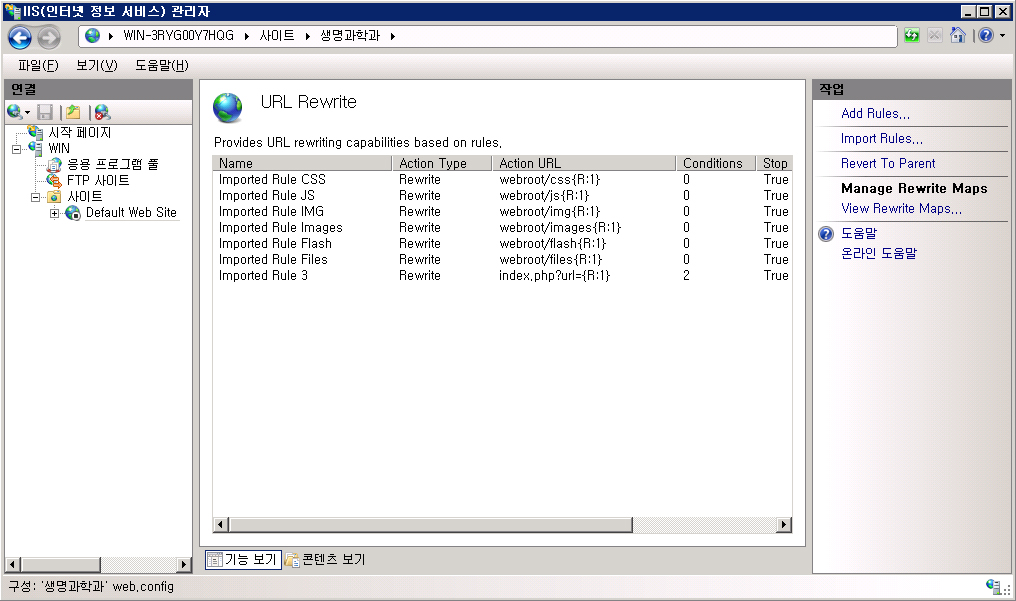 IIS(인터넷 정보 서비스) 관리자
WIN-3RYG00Y7HQG 사이트 생명과학과
파일(F) 보기(V) 도움말(H)
연결
시작 페이지
WIN
응용 프로그램 풀
FTP 사이트
사이트
Default Web Site
URL Rewrite
Provides URL rewriting capabilities based on rules.
Name Action Type Action URL Conditions Stop
Imported Rule CSS Rewrite webroot/css{R:1} 0 True
Imported Rule JS Rewrite webroot/js{R:1} 0 True
Imported Rule IMG Rewrite webroot/img{R:1} 0 True
Imported Rule Images Rewrite webroot/images{R:1} 0 True
Imported Rule Flash Rewrite webroot/flash{R:1} 0 True
Imported Rule Files Rewrite webroot/files{R:1} 0 True
Imported Rule 3 Rewrite index.php?url={R:1} 2 True
기능 보기 콘텐츠 보기
작업
Add Rules...
Import Rules...
Revert To Parent
Manage Rewrite Maps
View Rewrite Maps...
도움말
온라인 도움말
구성: '생명과학과' web.config